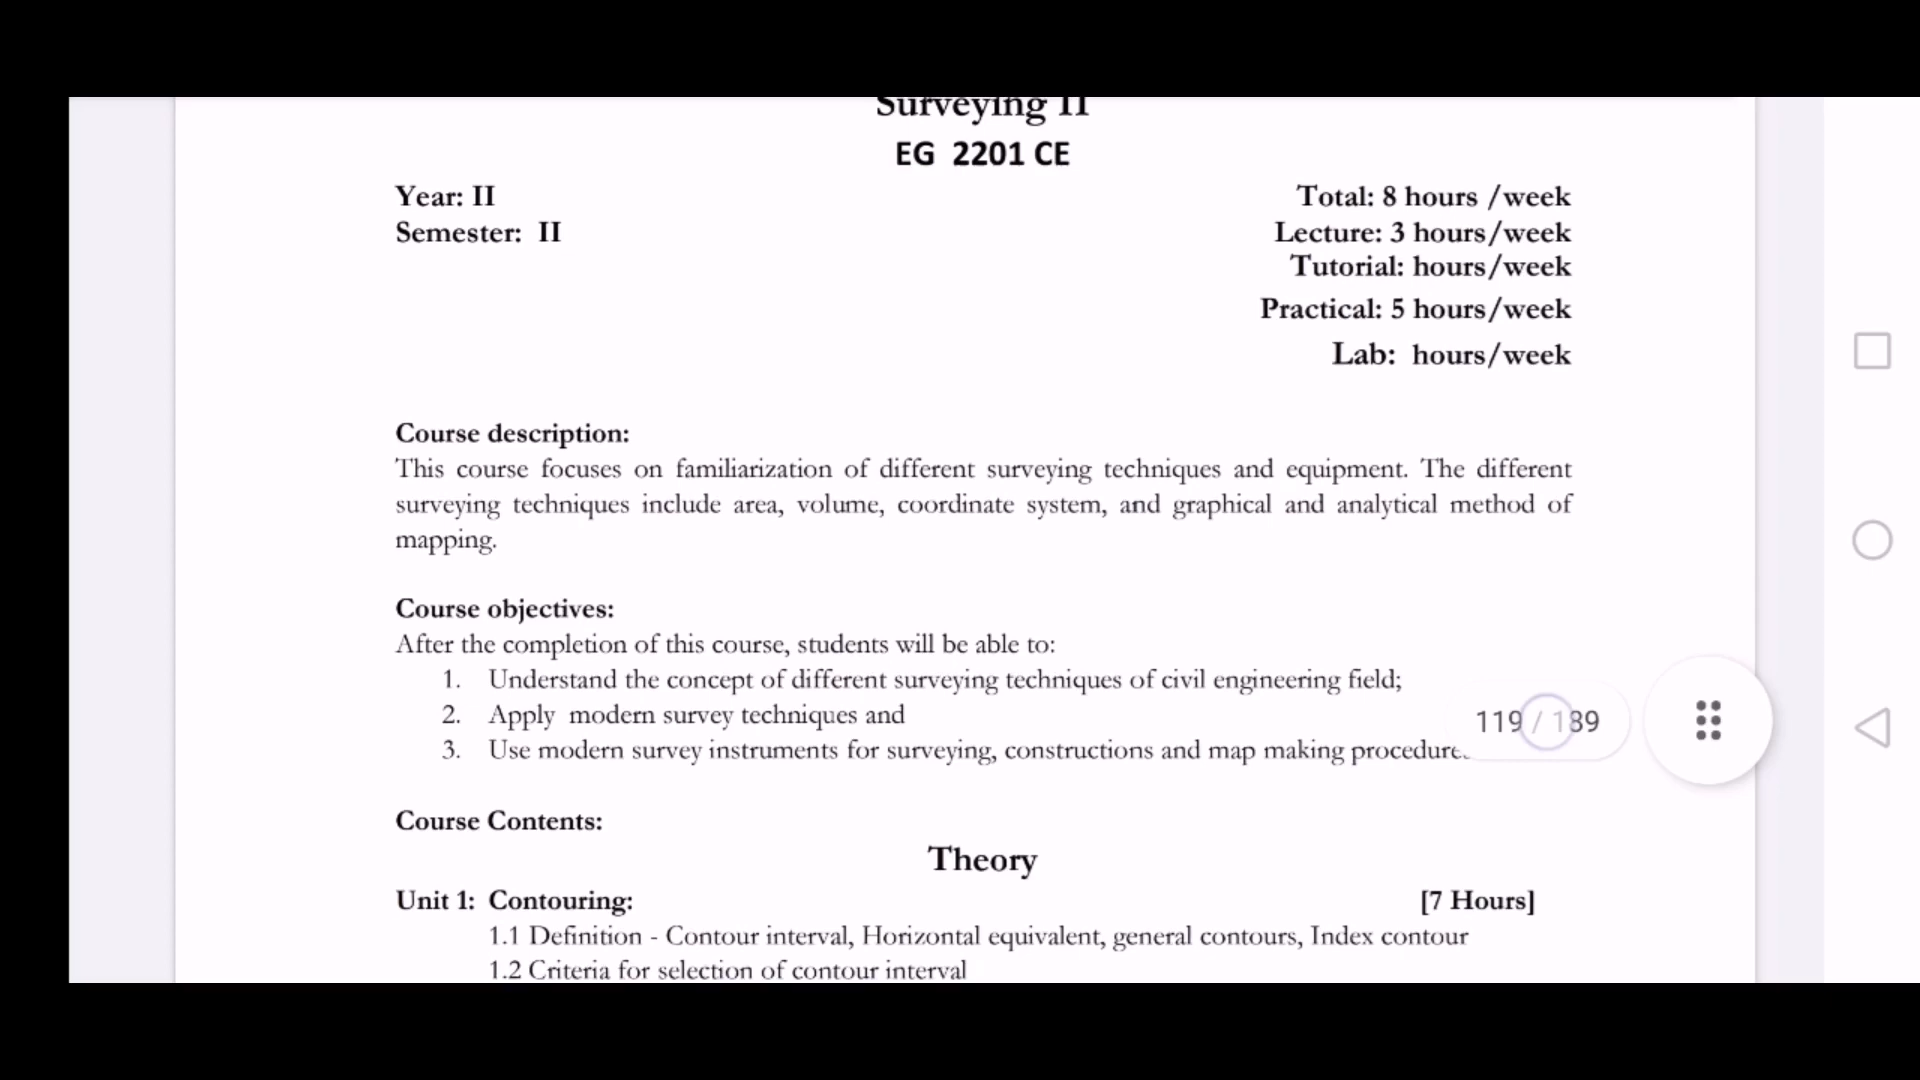 Surveying II
EG 2201 CE
Year: II
Total: 8 hours /week
Semester: II
Lecture: 3 hours/week
Tutorial: hours/week
Practical: 5 hours/week
Lab: hours/week
Course description:
This course focuses on familiarization of different surveying techniques and equipment. The different
surveying techniques include area, volume, coordinate system, and graphical and analytical method of
mapping.
Course objectives:
After the completion of this course, students will be able to:
1. Understand the concept of different surveying techniques of civil engineering field;
2. Apply modern survey techniques and
3. Use modern survey instruments for surveying, constructions and map making
119 / 189
Course Contents:
Theory
Unit 1: Contouring: [7 Hours]
1.1 Definition - Contour interval, Horizontal equivalent, general contours, Index contour
1.2 Criteria for selection of contour interval